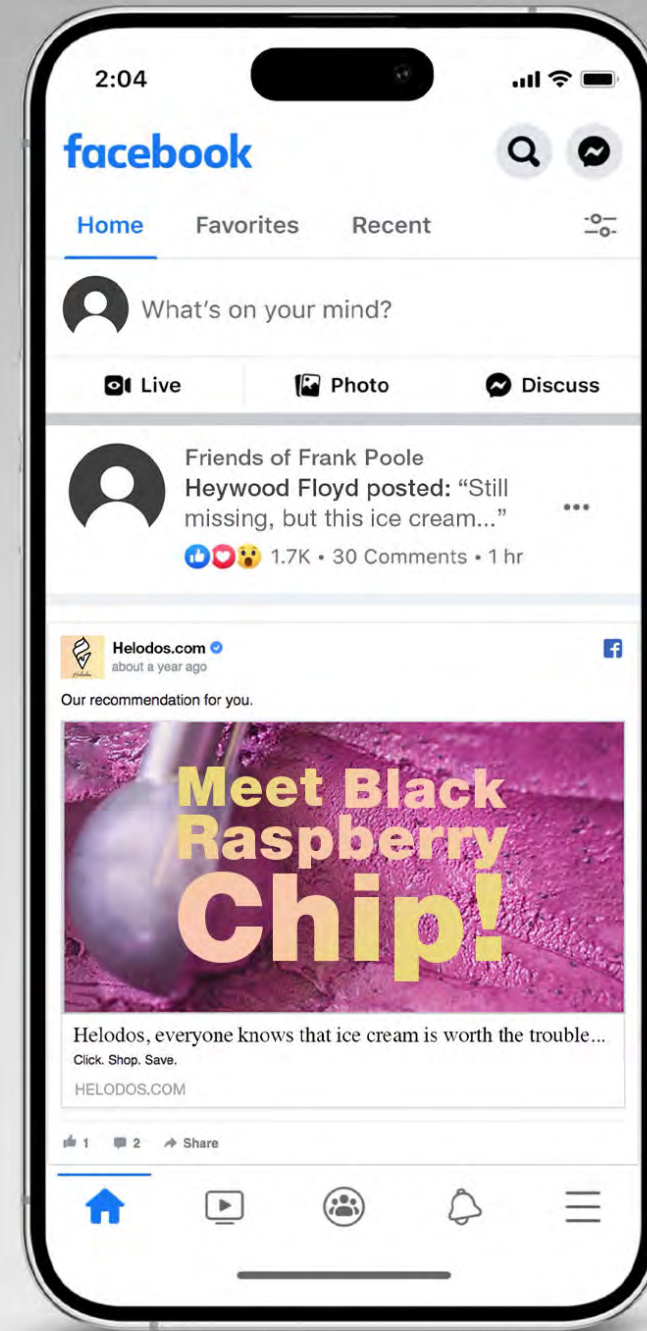 2:04
facebook
Home Favorites Recent
What's on your mind?
Live Photo Discuss
Friends of Frank Poole
Heywood Floyd posted: “Still
missing, but this ice cream...”
1.7K • 30 Comments • 1 hr
Helodos.com
about a year ago
Our recommendation for you.
Meet Black
Raspberry
Chip!
Helodos, everyone knows that ice cream is worth the trouble...
Click. Shop. Save.
HELODOS.COM
1 2 Share